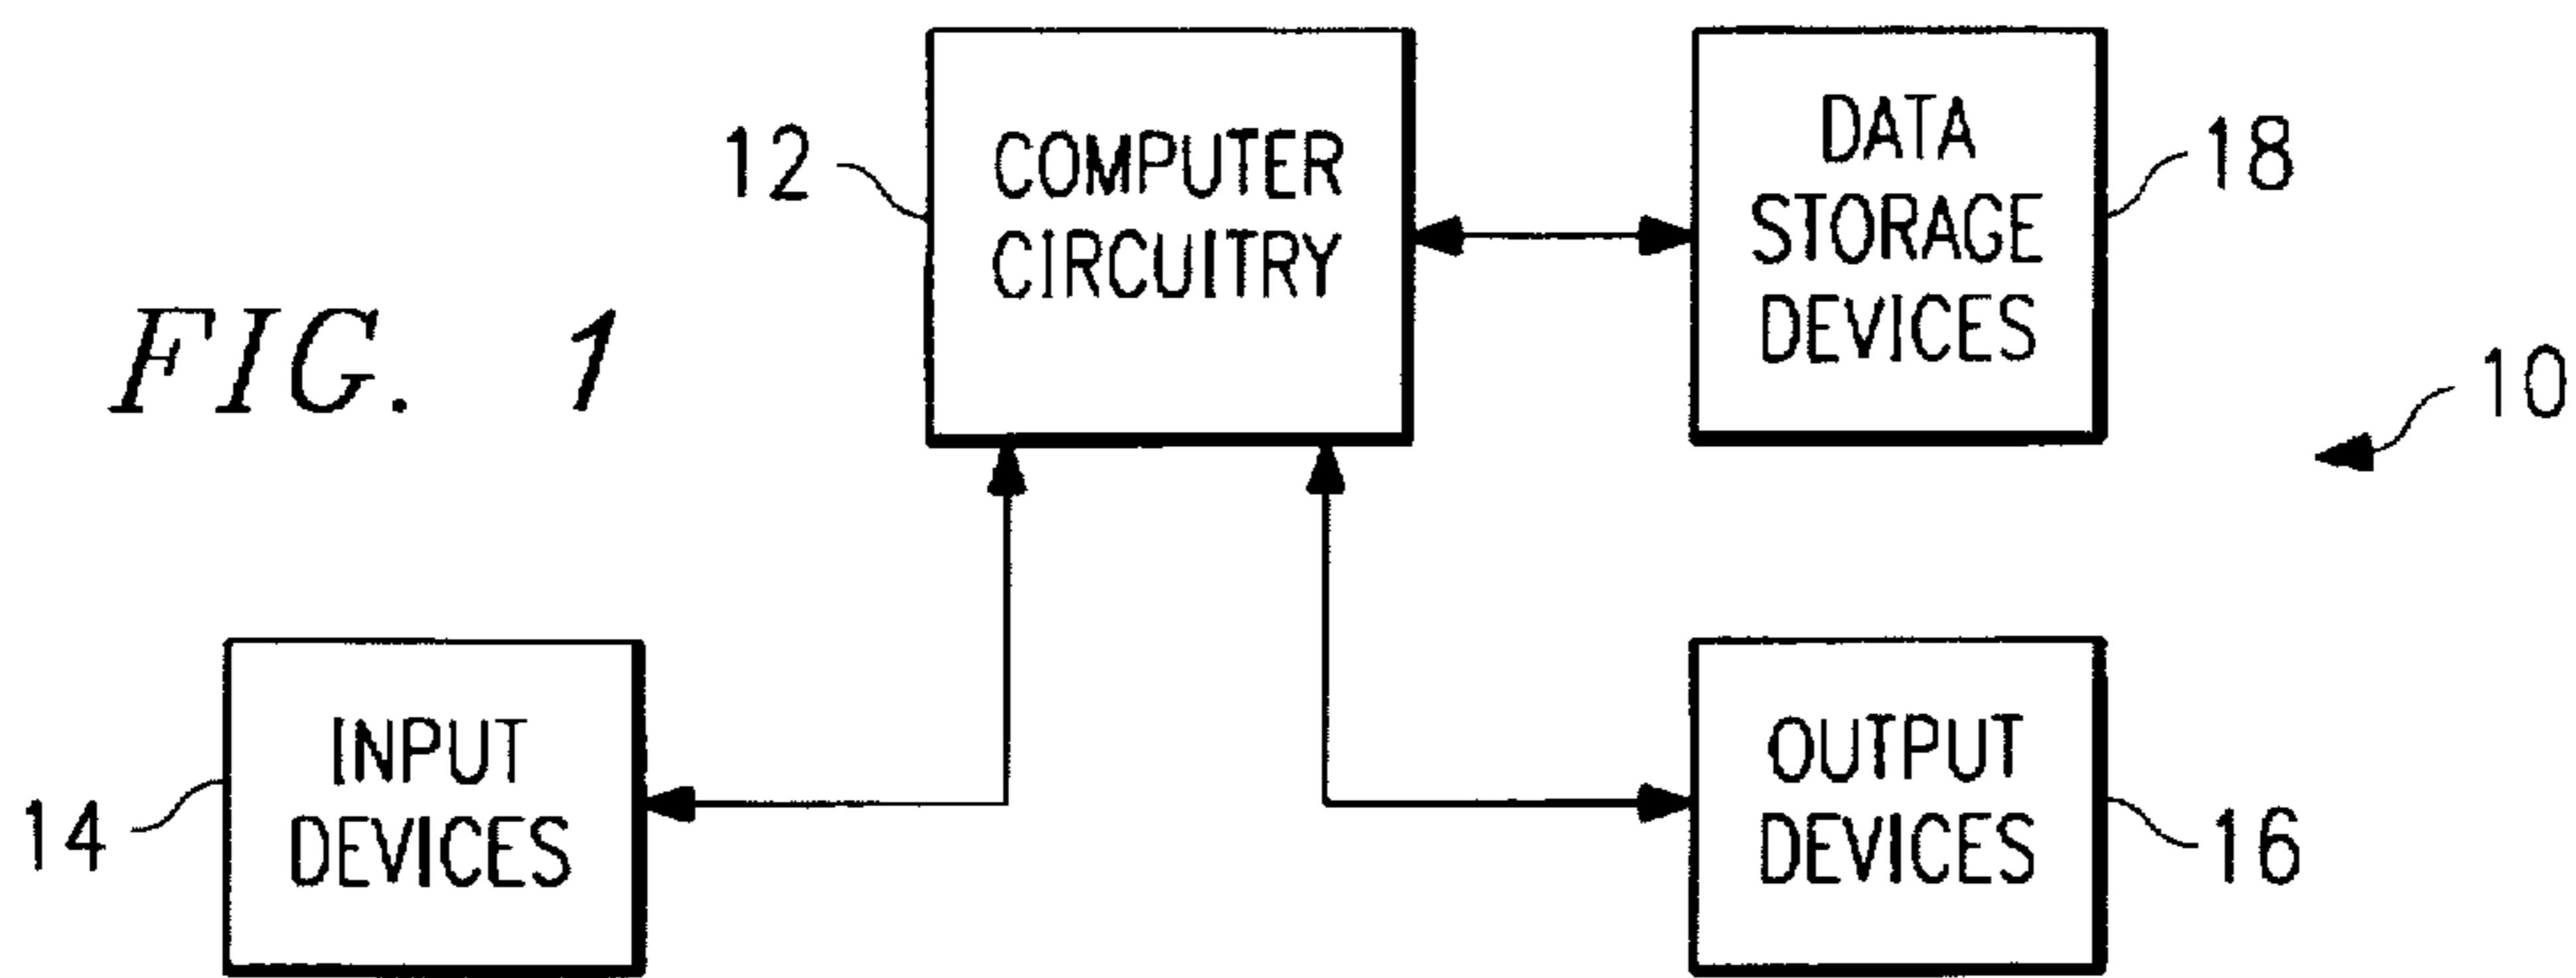 FIG. 1
12
COMPUTER
CIRCUITRY
DATA
STORAGE
DEVICES
18
10
14
INPUT
DEVICES
OUTPUT
DEVICES
16